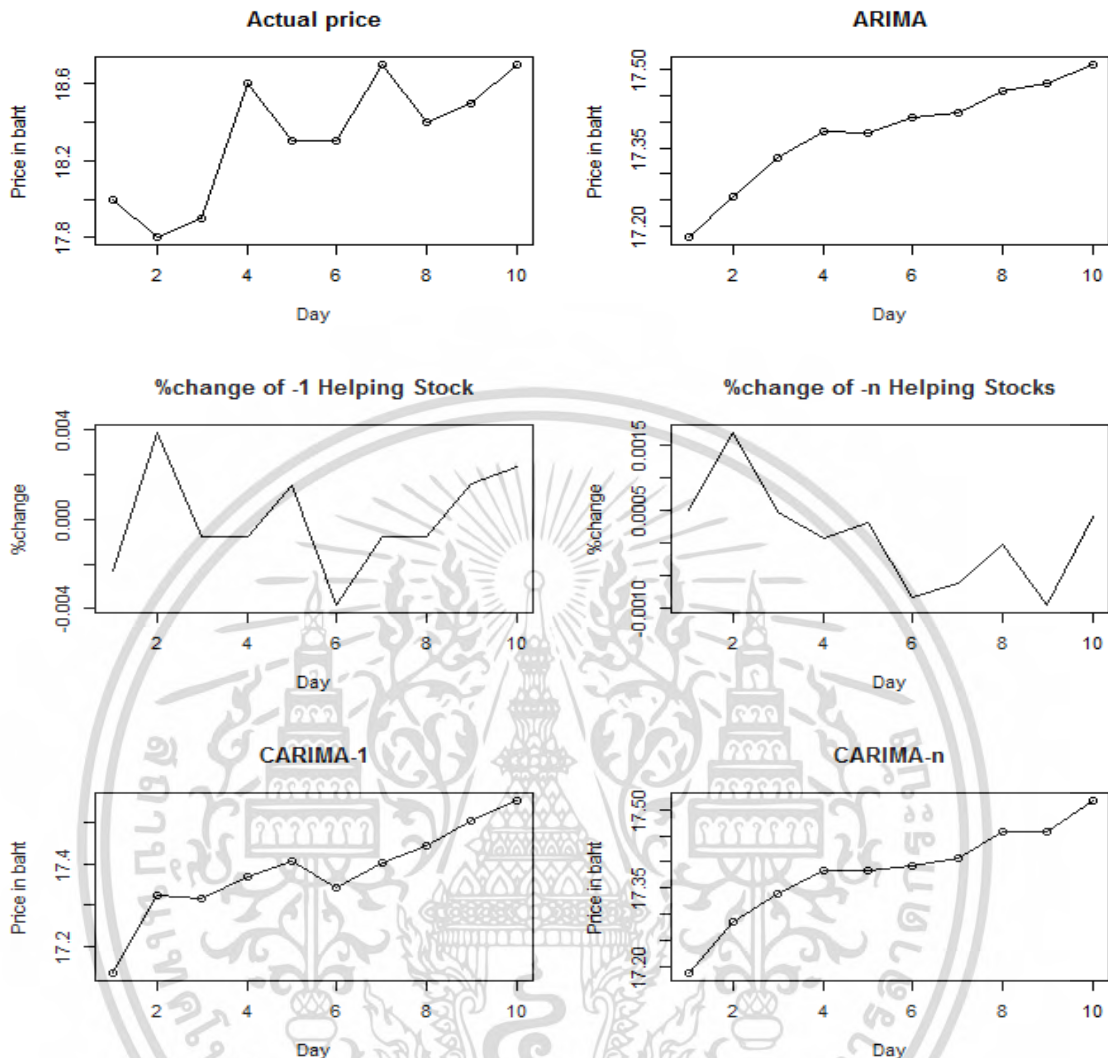 Actual price
Price in baht
17.8 18.2 18.6
2 4 6 8 10
Day
ARIMA
Price in baht
17.20 17.35 17.50
2 4 6 8 10
Day
%change of -1 Helping Stock
%change
-0.004 0.000 0.004
2 4 6 8 10
Day
%change of -n Helping Stocks
%change
-0.0010 0.0005 0.0015
2 4 6 8 10
Day
CARIMA-1
Price in baht
17.2 17.4
2 4 6 8 10
Day
CARIMA-n
Price in baht
17.20 17.35 17.50
2 4 6 8 10
Day